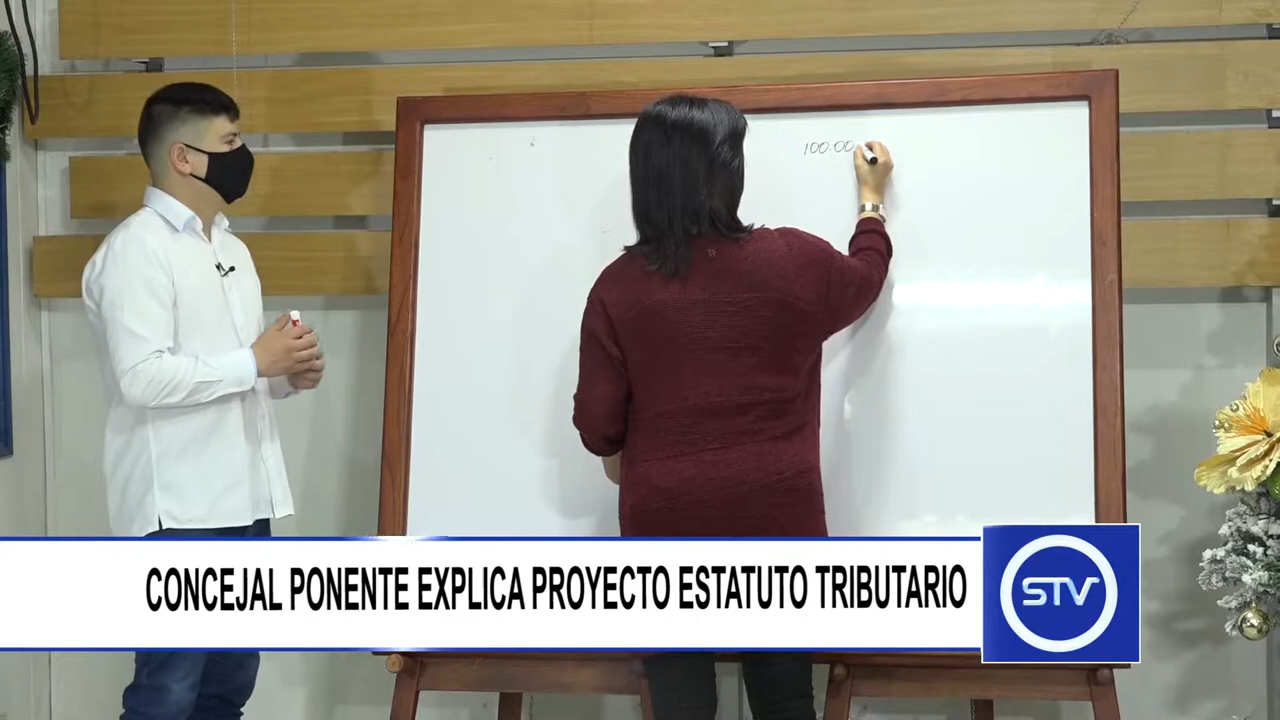 100.00
CONCEJAL PONENTE EXPLICA PROYECTO ESTATUTO TRIBUTARIO
STV